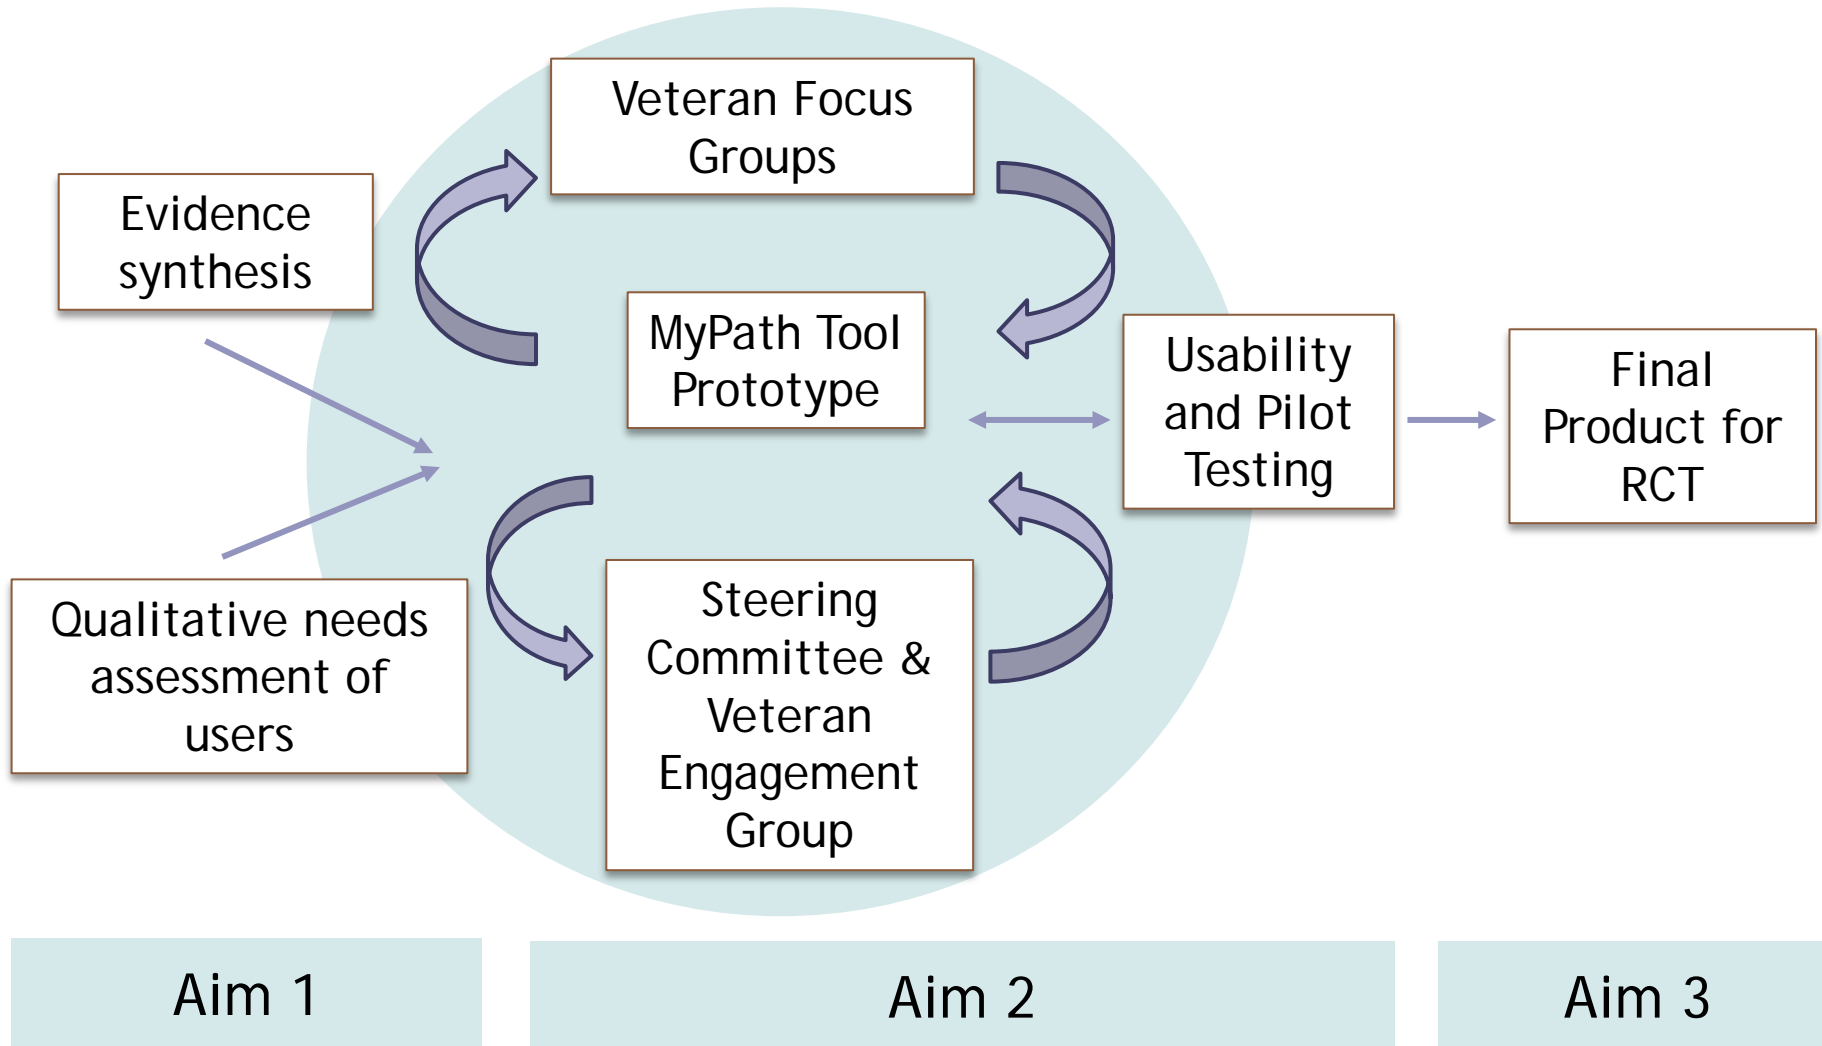 Veteran Focus
Groups
Evidence
synthesis
MyPath Tool
Prototype
Usability
and Pilot
Testing
Final
Product for
RCT
Qualitative needs
assessment of
users
Steering
Committee &
Veteran
Engagement
Group
Aim 1
Aim 2
Aim 3